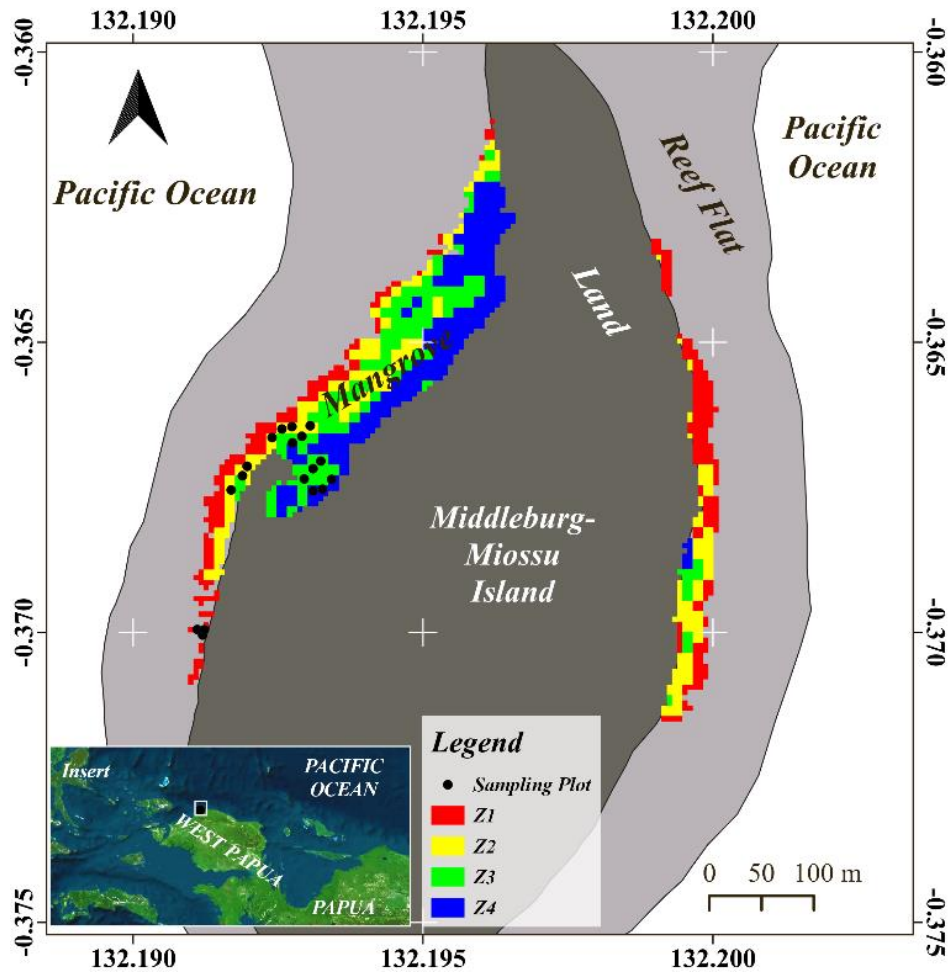 132.190 132.195 132.200
-0.360
-0.360
Pacific Ocean
Pacific
Ocean
Reef Flat
Land
-0.365
-0.365
Mangrove
Middleburg-
Miossu
Island
-0.370
-0.370
Insert
PACIFIC
OCEAN
WEST PAPUA
PAPUA
Legend
Sampling Plot
Z1
Z2
Z3
Z4
0 50 100 m
-0.375
-0.375
132.190 132.195 132.200